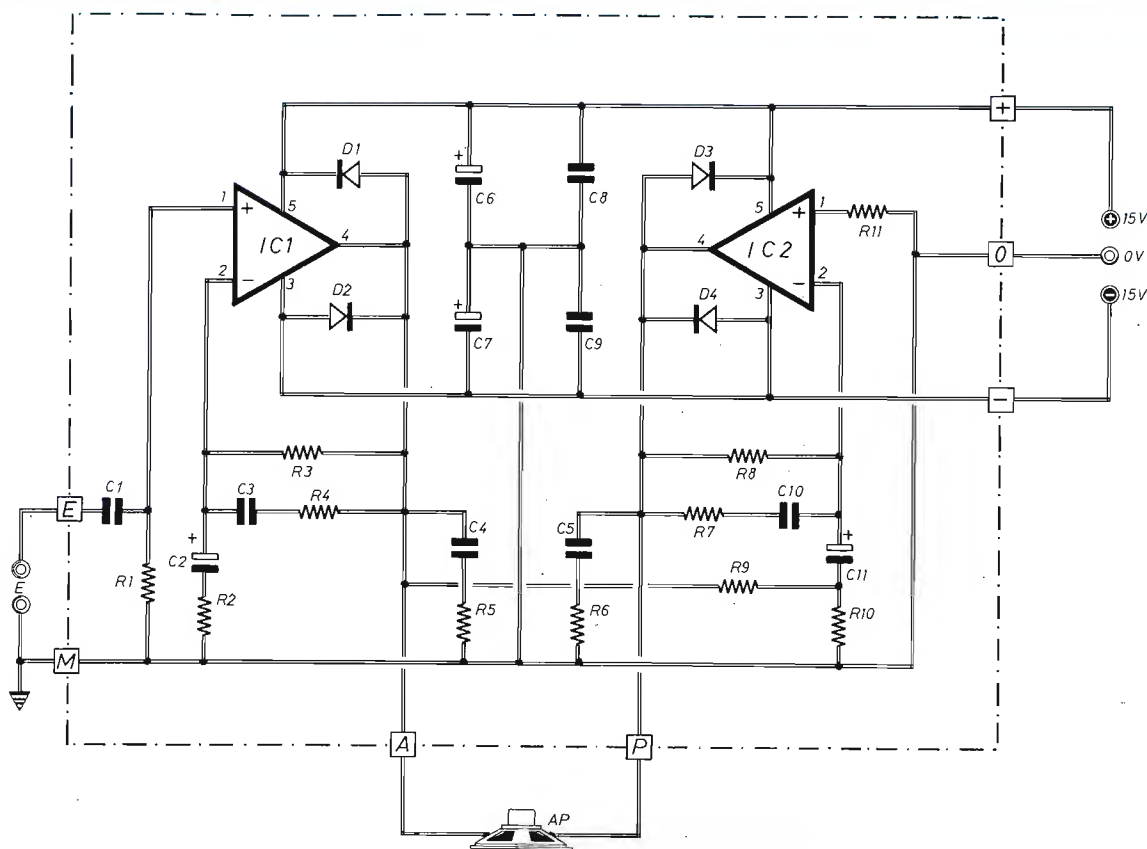 +
D1
D3
+
C6
C8
15V
1
+
5
5
+
1
R11
IC1
4
4
IC2
0
0V
2
-
3
3
-
2
D2
D4
15V
+
C7
C9
-
R3
R8
E
C1
C3
R4
C4
C5
R7
C10
+
C2
+
C11
E
R1
R2
R9
R5
R6
R10
M
A
P
AP